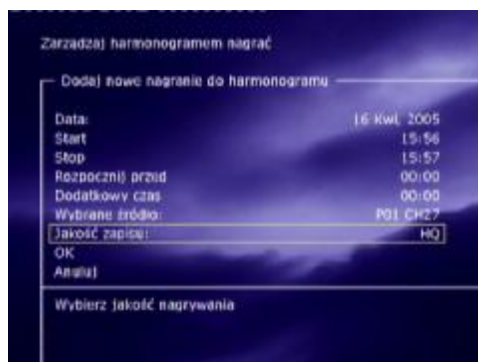 Zarządzaj harmonogramem nagrać
Dodaj nowe nagranie do harmonogramu
Data: 16 Kwi, 2005
Start 15:56
Stop 15:57
Rozpocznij przed 00:00
Dodatkowy czas 00:00
Wybrane źródło: P01 CH27
Jakość zapisu: HQ
OK
Anuluj
Wybierz jakość nagrywania